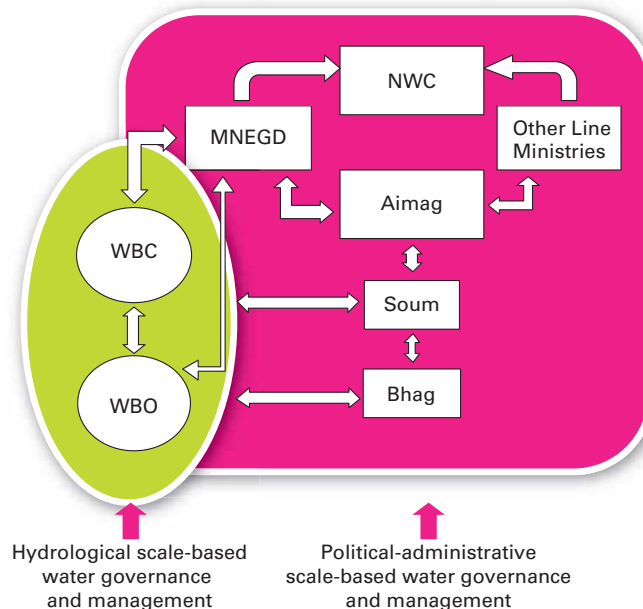 NWC
MNEGD
Other Line
Ministries
Aimag
WBC
Soum
WBO
Bhag
Hydrological scale-based
water governance
and management
Political-administrative
scale-based water governance
and management